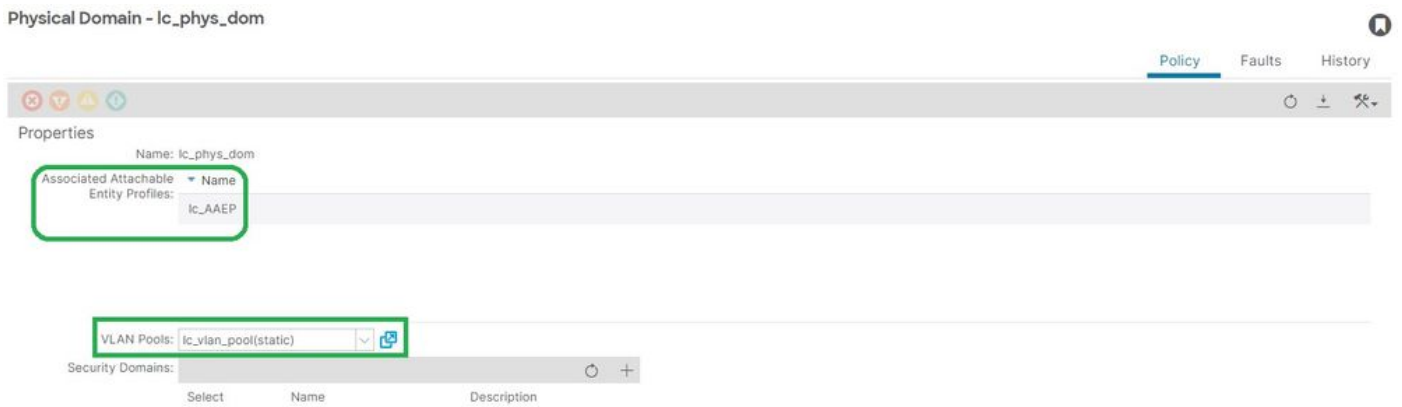 Physical Domain - lc_phys_dom
Policy Faults History
Properties
Name: lc_phys_dom
Associated Attachable Entity Profiles:
Name
lc_AAEP
VLAN Pools: lc_vlan_pool(static)
Security Domains:
Select Name Description